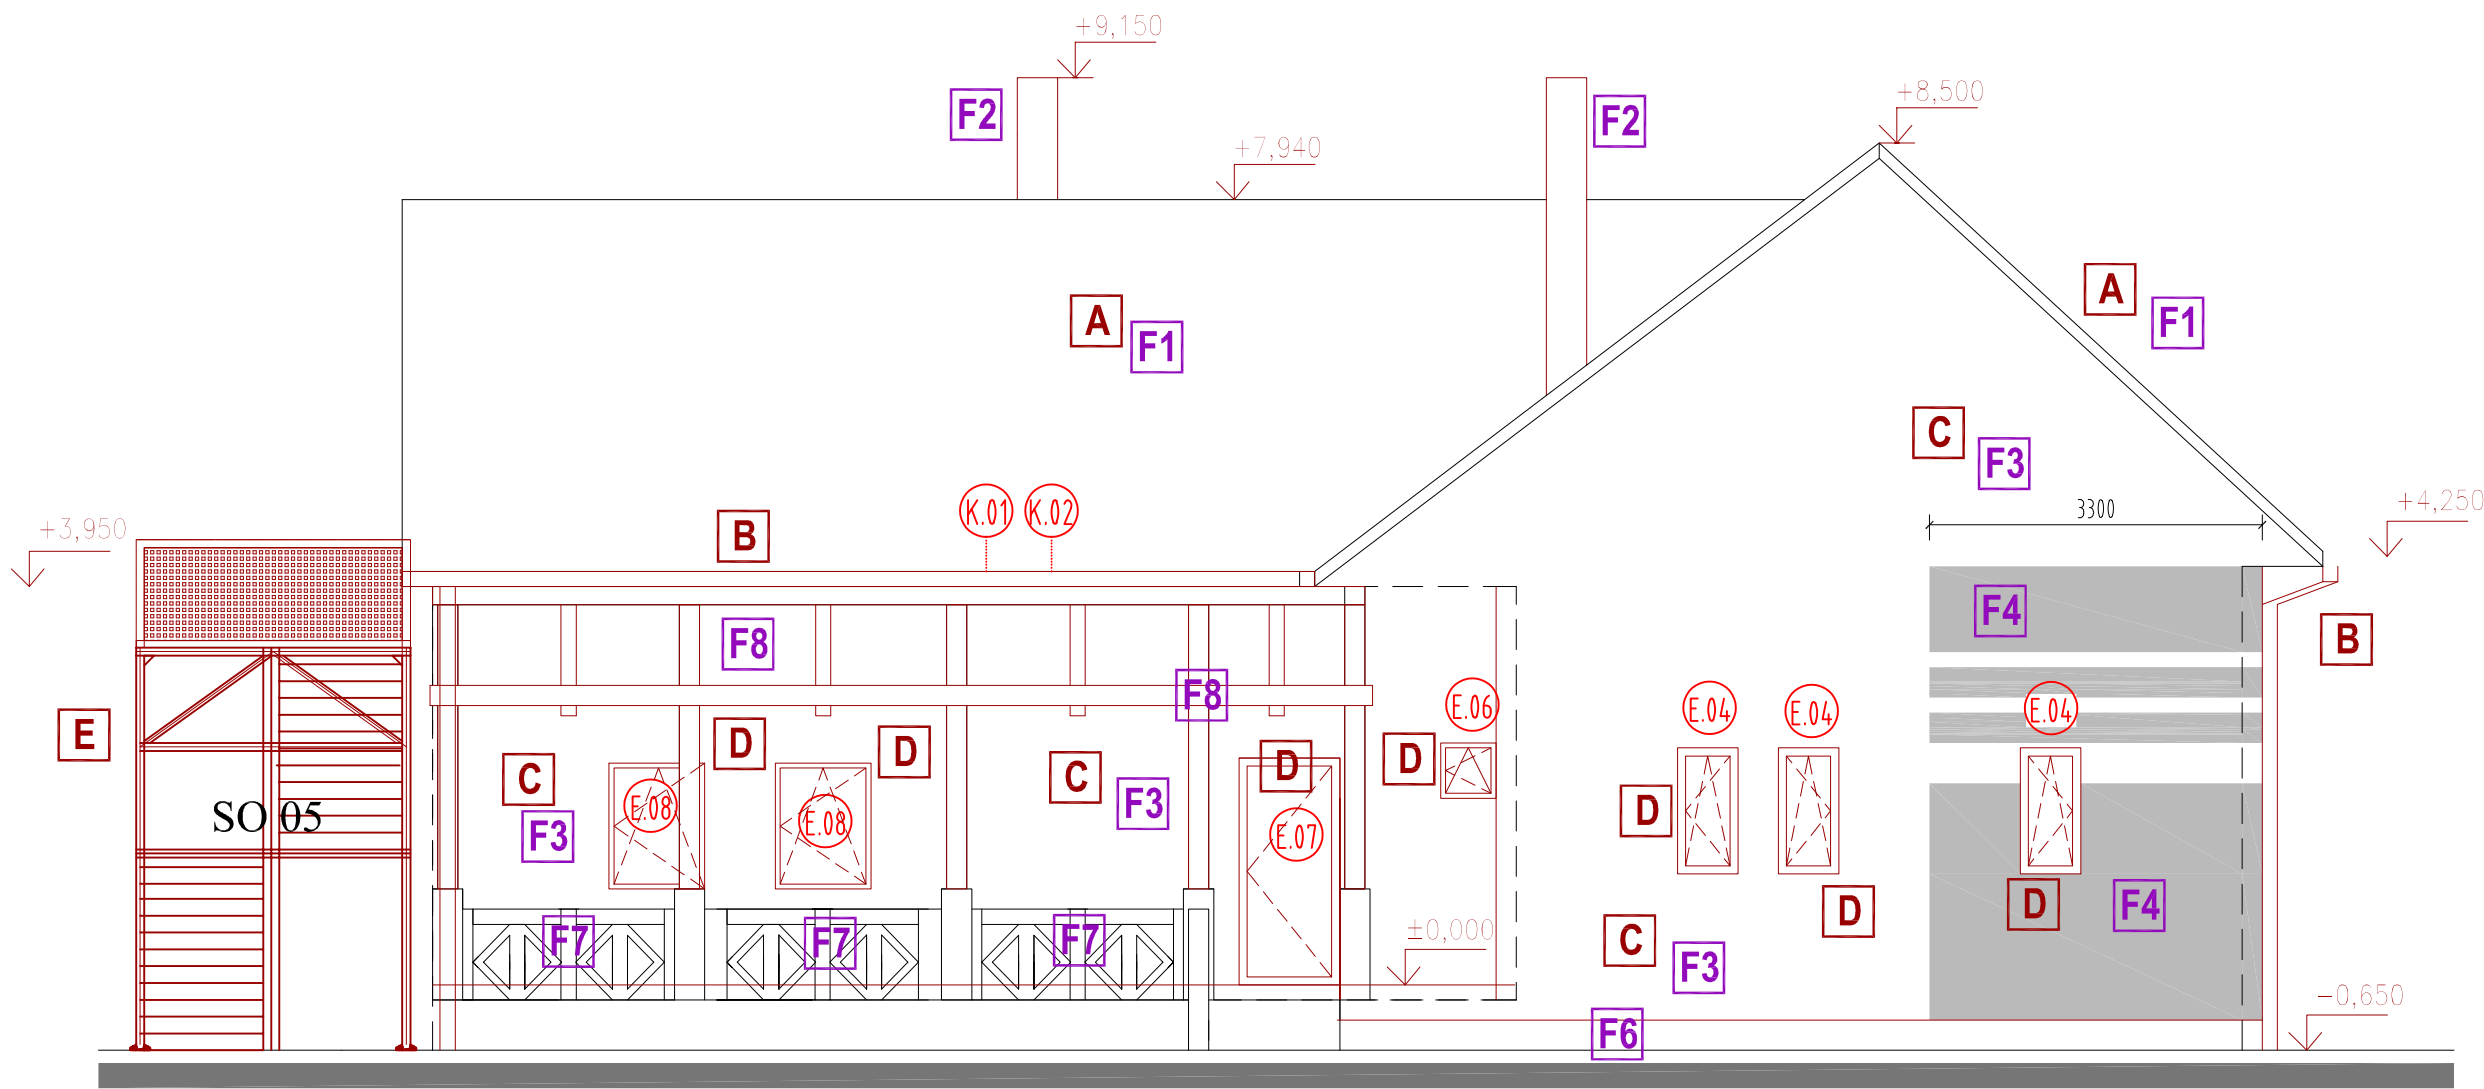 +9,150
F2
F2
+8,500
+7,940
A
F1
A
F1
C
F3
3300
+4,250
+3,950
K.01
K.02
B
F4
F8
B
F8
E.06
E.04
E.04
E.04
E
D
D
D
D
C
C
F3
D
E.08
E.08
E.07
SO 05
F3
F7
F7
F7
±0,000
D
D
F4
C
F3
-0,650
F6